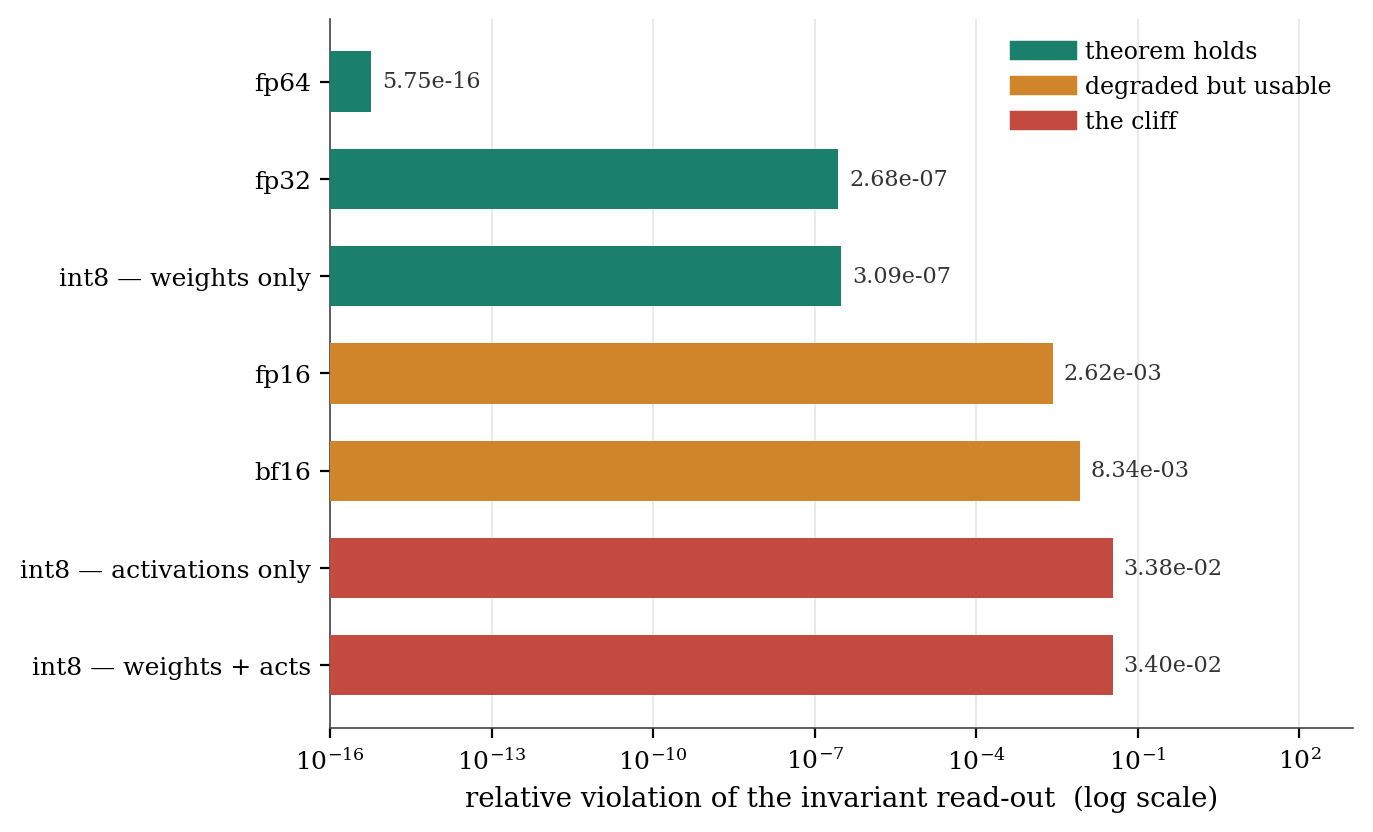 theorem holds
degraded but usable
the cliff
fp64 5.75e-16
fp32 2.68e-07
int8 — weights only 3.09e-07
fp16 2.62e-03
bf16 8.34e-03
int8 — activations only 3.38e-02
int8 — weights + acts 3.40e-02
10⁻¹⁶ 10⁻¹³ 10⁻¹⁰ 10⁻⁷ 10⁻⁴ 10⁻¹ 10²
relative violation of the invariant read-out (log scale)